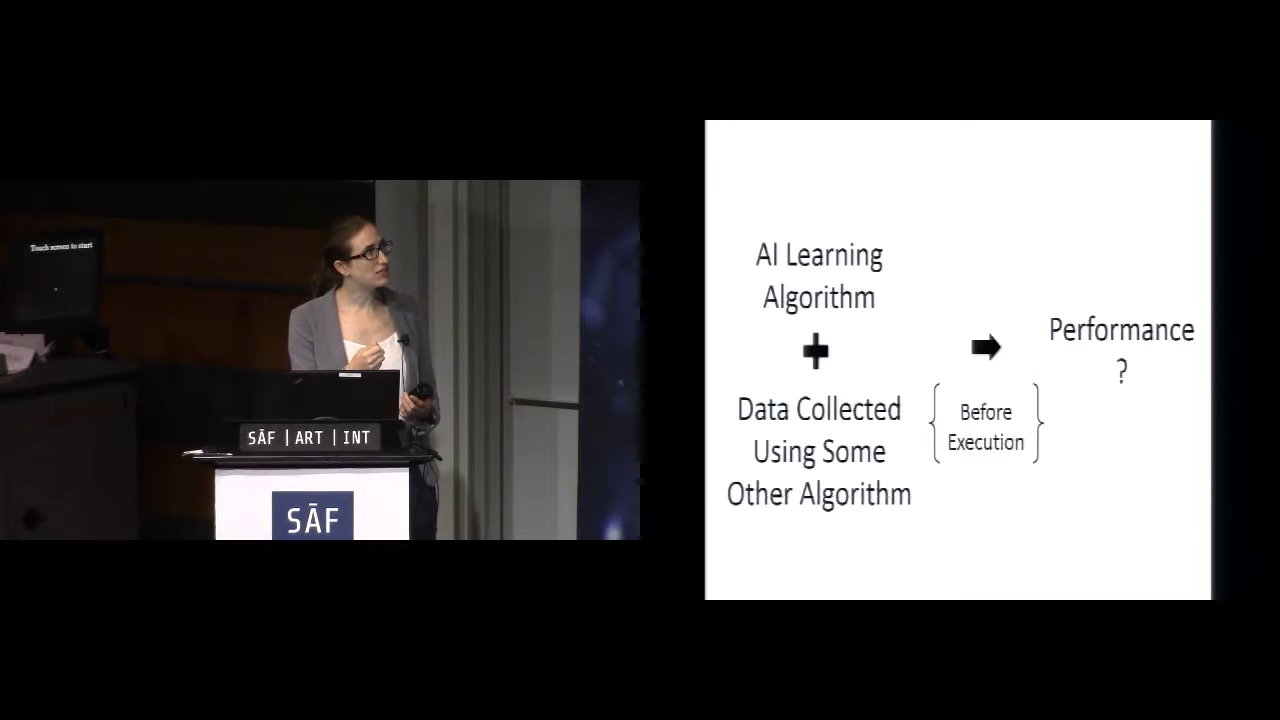 Touch screen to start
SĀF | ART | INT
SĀF
AI Learning
Algorithm
+
Data Collected
Using Some
Other Algorithm
Before
Execution
Performance
?